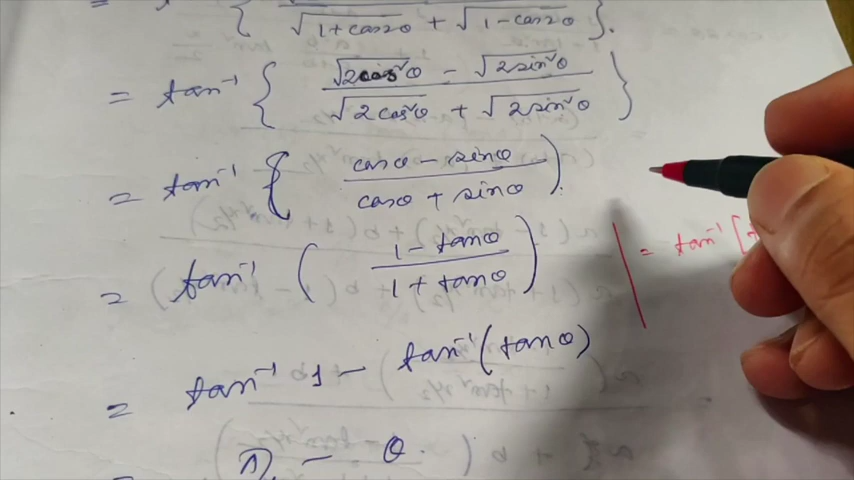 { √1+cos2θ + √1-cos2θ }.
= tan⁻¹ { √2cos²θ - √2sin²θ / √2cos²θ + √2sin²θ }
= tan⁻¹ { cosθ - sinθ / cosθ + sinθ ).
= tan⁻¹ ( 1 - tanθ / 1 + tanθ )
= tan⁻¹ [
= tan⁻¹ 1 - tan⁻¹(tanθ)
- θ.